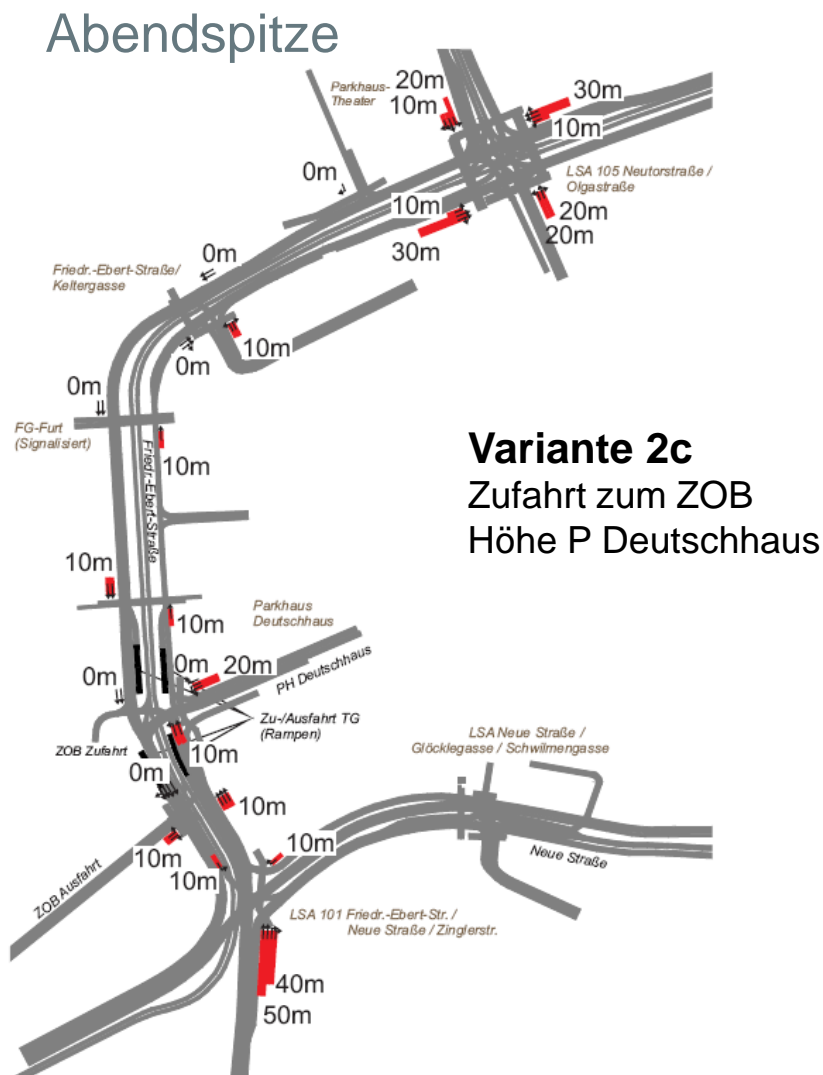 Abendspitze
Parkhaus-
Theater
20m
10m
30m
10m
0m
LSA 105 Neutorstraße /
Olgastraße
10m
20m
20m
30m
0m
Friedr.-Ebert-Straße/
Keltergasse
10m
0m
0m
FG-Furt
(Signalisiert)
Friedr.-Ebert-Straße
10m
Variante 2c
Zufahrt zum ZOB
Höhe P Deutschhaus
10m
Parkhaus
Deutschhaus
10m
0m
0m
20m
PH Deutschhaus
Zu-/Ausfahrt TG
(Rampen)
ZOB Zufahrt
10m
0m
LSA Neue Straße /
Glöcklegasse / Schwilmengasse
10m
10m
10m
10m
Neue Straße
ZOB Ausfahrt
LSA 101 Friedr.-Ebert-Str. /
Neue Straße / Zinglerstr.
40m
50m